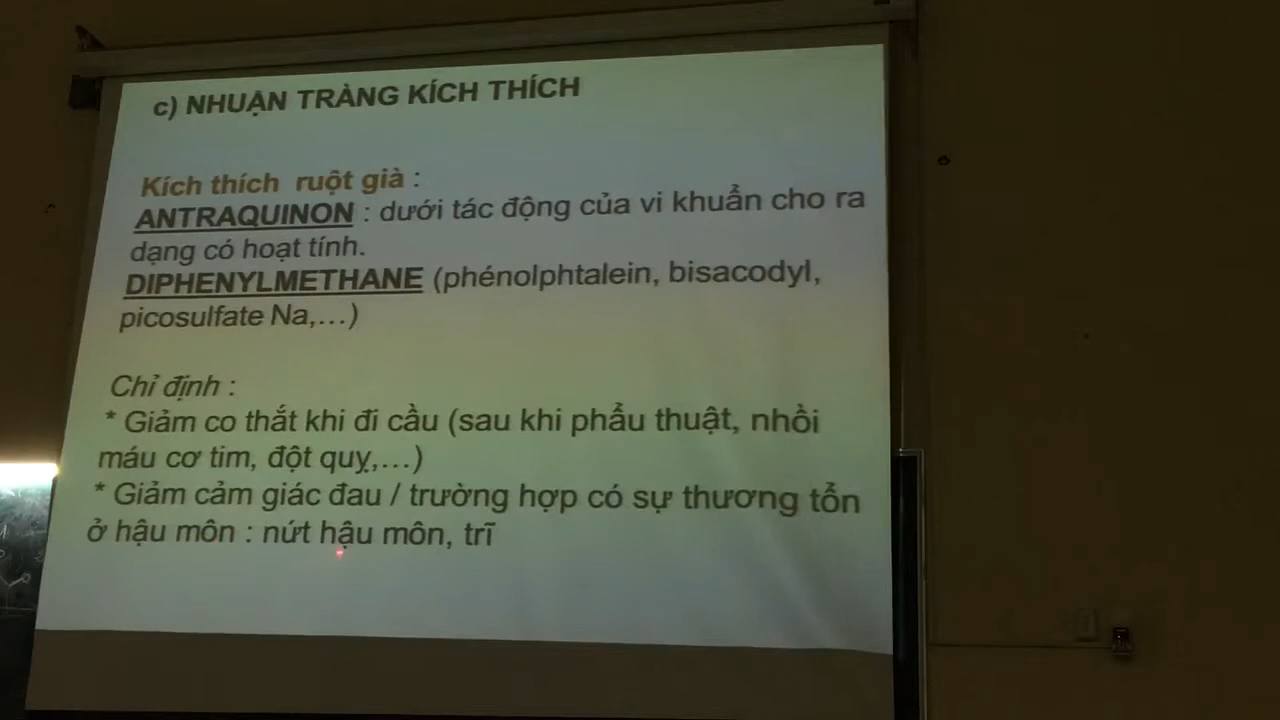 c) NHUẬN TRÀNG KÍCH THÍCH
Kích thích ruột già :
ANTRAQUINON : dưới tác động của vi khuẩn cho ra
dạng có hoạt tính.
DIPHENYLMETHANE (phénolphtalein, bisacodyl,
picosulfate Na,...)
Chỉ định :
* Giảm co thắt khi đi cầu (sau khi phẩu thuật, nhồi
máu cơ tim, đột quỵ,...)
* Giảm cảm giác đau / trường hợp có sự thương tổn
ở hậu môn : nứt hậu môn, trĩ